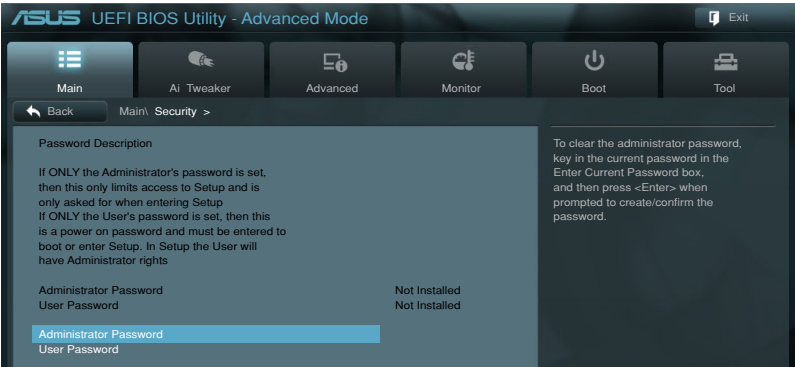 ASUS UEFI BIOS Utility - Advanced Mode
Exit
Main
Ai Tweaker
Advanced
Monitor
Boot
Tool
Back
Main\ Security >
Password Description
If ONLY the Administrator's password is set,
then this only limits access to Setup and is
only asked for when entering Setup
If ONLY the User's password is set, then this
is a power on password and must be entered to
boot or enter Setup. In Setup the User will
have Administrator rights
Administrator Password Not Installed
User Password Not Installed
Administrator Password
User Password
To clear the administrator password,
key in the current password in the
Enter Current Password box,
and then press <Enter> when
prompted to create/confirm the
password.